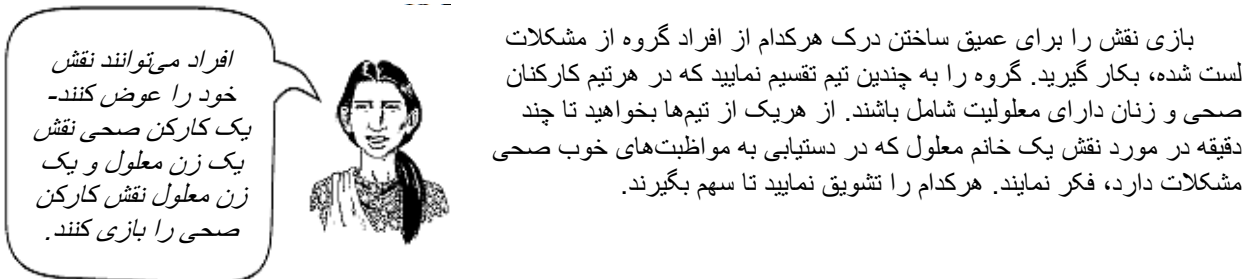 بازی نقش را برای عمیق ساختن درک هرکدام از افراد گروه از مشکلات
لست شده، بکار گیرید. گروه را به چندین تیم تقسیم نمایید که در هرتیم کارکنان
صحی و زنان دارای معلولیت شامل باشند. از هریک از تیم‌ها بخواهید تا چند
دقیقه در مورد نقش یک خانم معلول که در دستیابی به مواظبت‌های خوب صحی
مشکلات دارد، فکر نمایند. هرکدام را تشویق نمایید تا سهم بگیرند.
افراد می‌توانند نقش
خود را عوض کنند-
یک کارکن صحی نقش
یک زن معلول و یک
زن معلول نقش کارکن
صحی را بازی کنند.